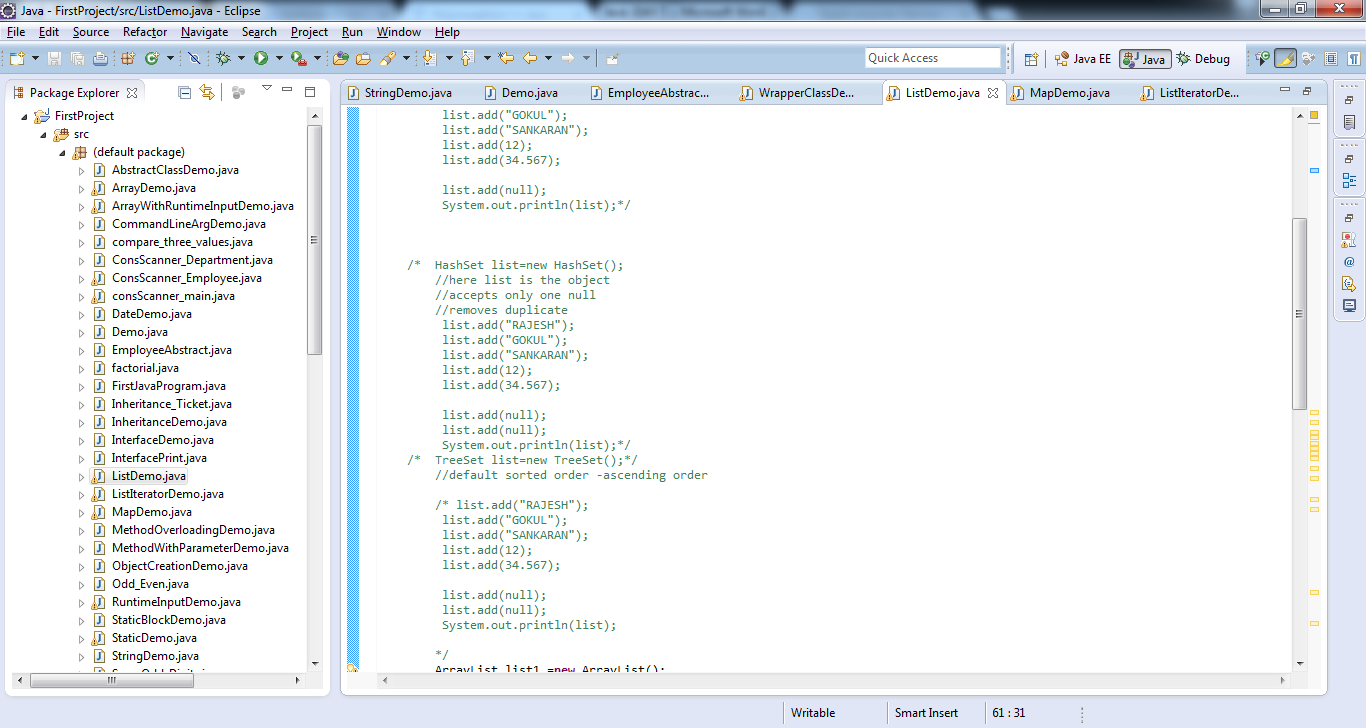 Java - FirstProject/src/ListDemo.java - Eclipse
File Edit Source Refactor Navigate Search Project Run Window Help
Quick Access
Java EE
Java
Debug
Package Explorer
FirstProject
src
(default package)
AbstractClassDemo.java
ArrayDemo.java
ArrayWithRuntimeInputDemo.java
CommandLineArgDemo.java
compare_three_values.java
ConsScanner_Department.java
ConsScanner_Employee.java
consScanner_main.java
DateDemo.java
Demo.java
EmployeeAbstract.java
factorial.java
FirstJavaProgram.java
Inheritance_Ticket.java
InheritanceDemo.java
InterfaceDemo.java
InterfacePrint.java
ListDemo.java
ListIteratorDemo.java
MapDemo.java
MethodOverloadingDemo.java
MethodWithParameterDemo.java
ObjectCreationDemo.java
Odd_Even.java
RuntimeInputDemo.java
StaticBlockDemo.java
StaticDemo.java
StringDemo.java
StringDemo.java Demo.java EmployeeAbstrac... WrapperClassDe... ListDemo.java MapDemo.java ListIteratorDe...
list.add("GOKUL");
list.add("SANKARAN");
list.add(12);
list.add(34.567);
list.add(null);
System.out.println(list);*/
/* HashSet list=new HashSet();
//here list is the object
//accepts only one null
//removes duplicate
list.add("RAJESH");
list.add("GOKUL");
list.add("SANKARAN");
list.add(12);
list.add(34.567);
list.add(null);
list.add(null);
System.out.println(list);*/
/* TreeSet list=new TreeSet();*/
//default sorted order -ascending order
/* list.add("RAJESH");
list.add("GOKUL");
list.add("SANKARAN");
list.add(12);
list.add(34.567);
list.add(null);
list.add(null);
System.out.println(list);
*/
ArrayList list1 =new ArrayList();
Writable
Smart Insert
61 : 31